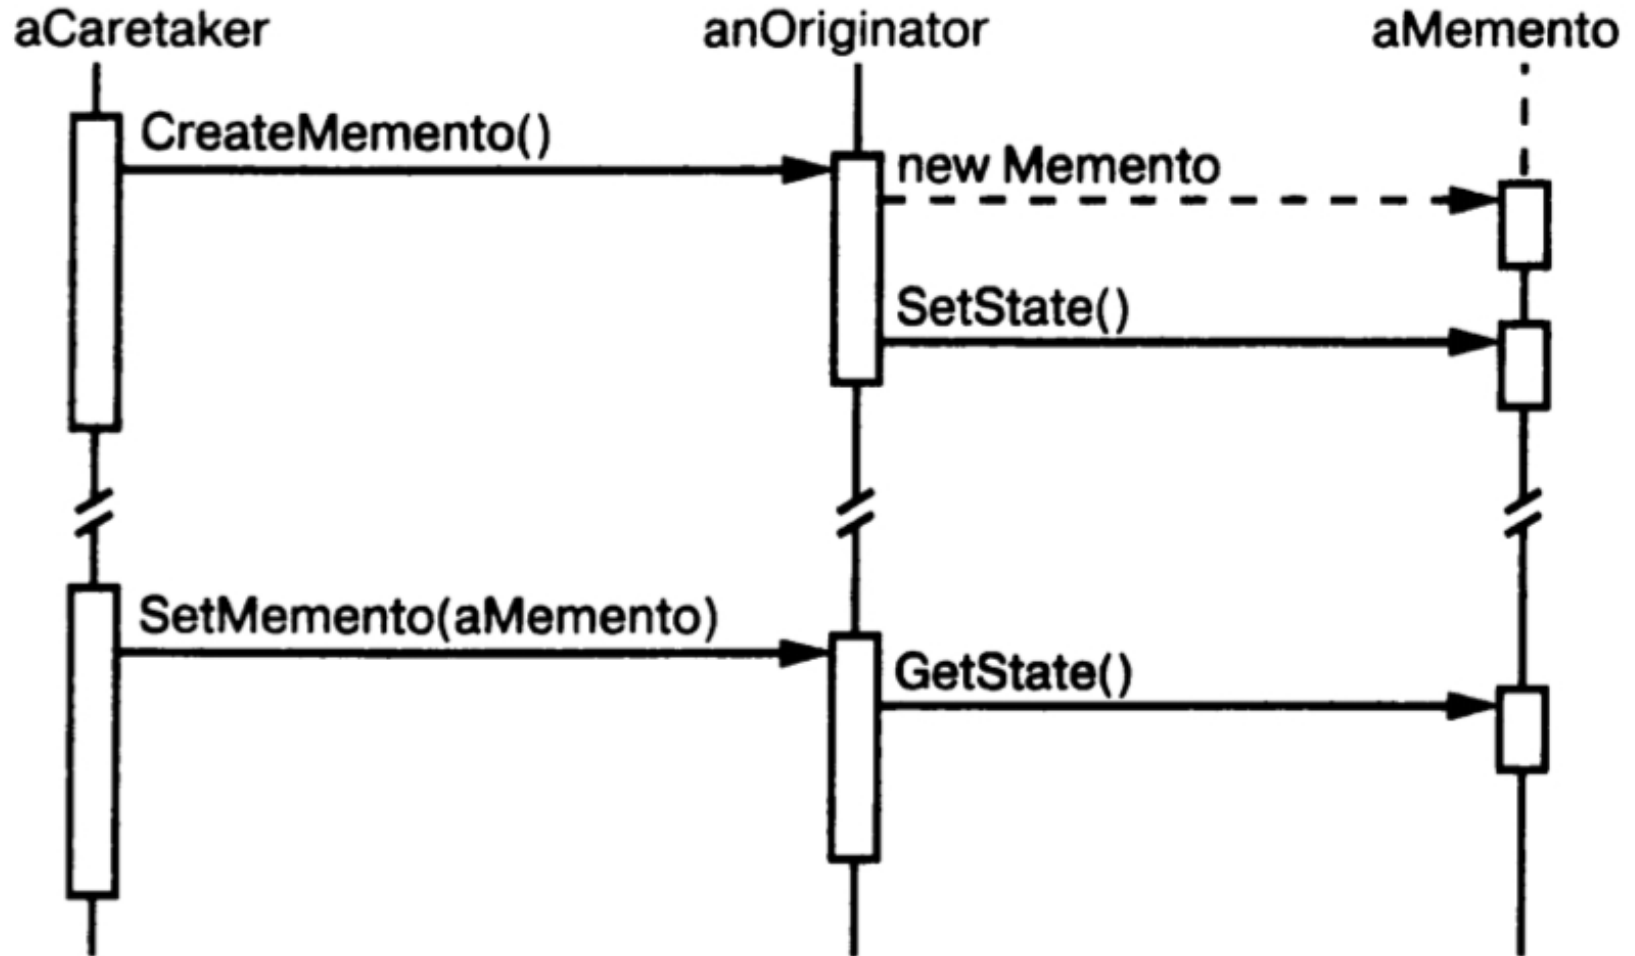 aCaretaker
anOriginator
aMemento
CreateMemento()
new Memento
SetState()
SetMemento(aMemento)
GetState()